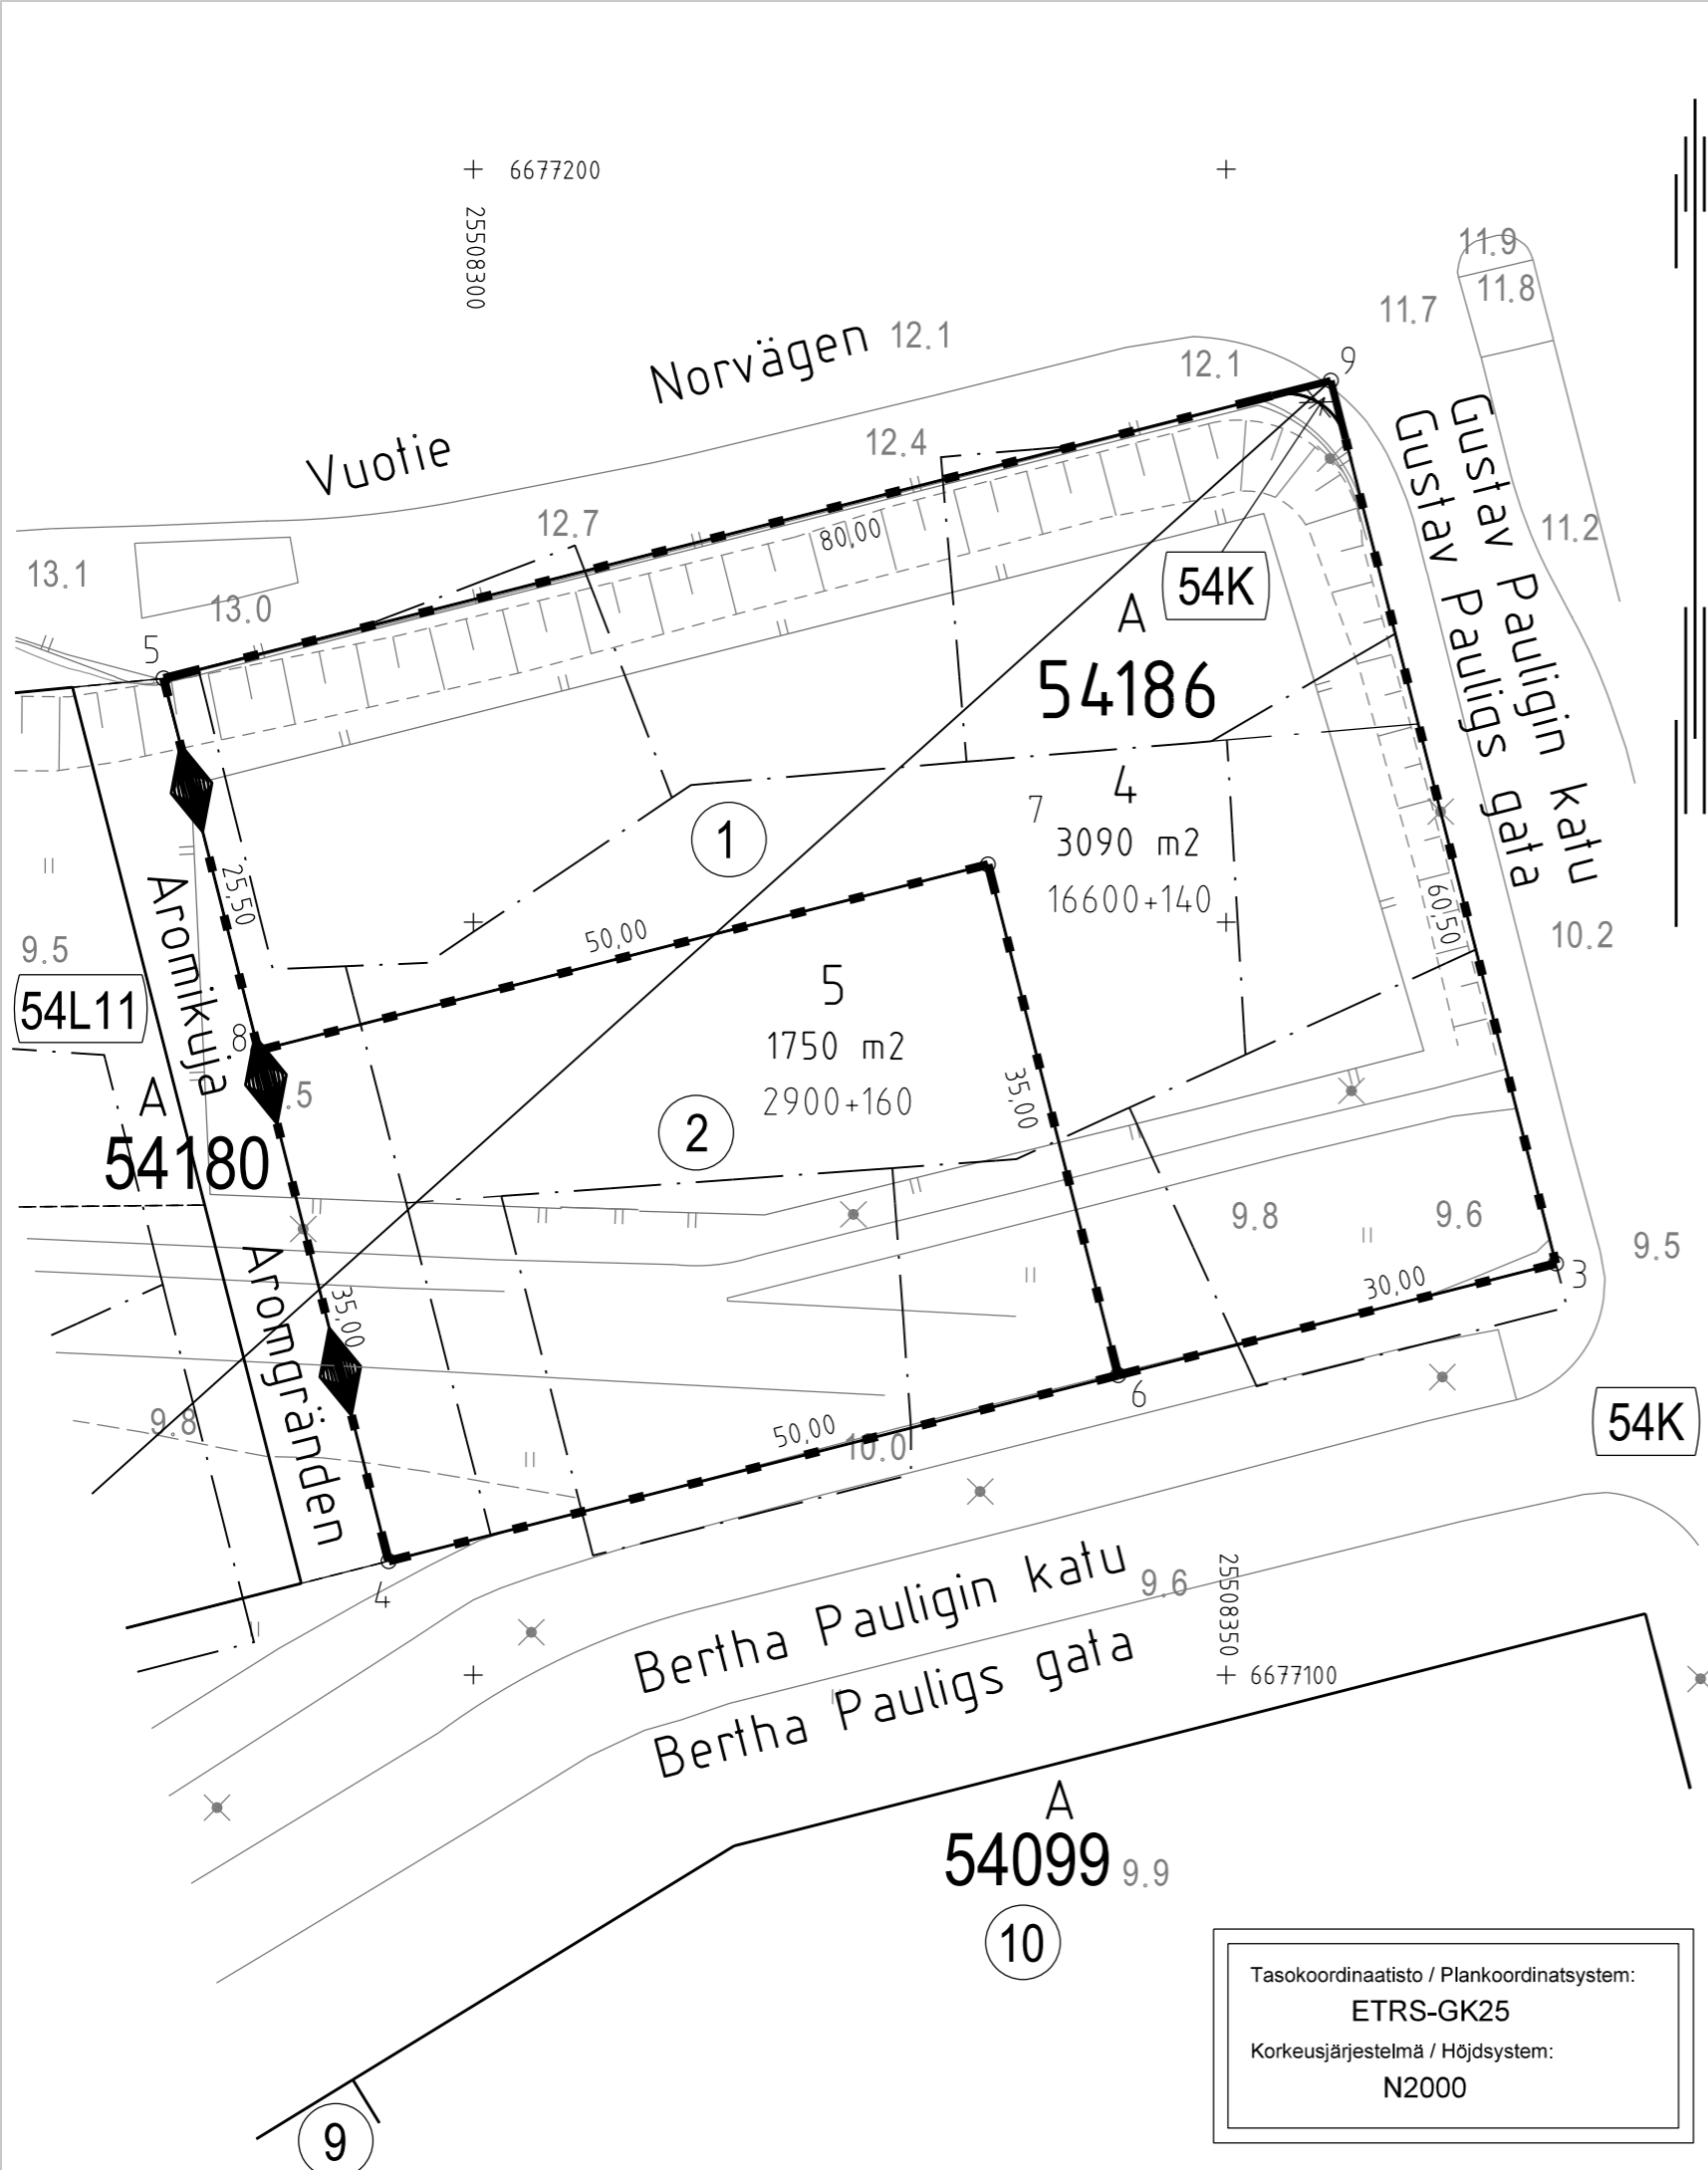 6677200
25508300
11.9
11.8
11.7
Norvägen
12.1
12.1
9
Vuotie
12.4
Gustav Pauligin katu
Gustav Pauligs gata
12.7
80,00
11.2
13.1
13.0
54K
A
5
54186
4
7
3090 m2
16600+140
1
25,50
50,00
60,50
10.2
9.5
Aromikuja
54L11
5
1750 m2
2900+160
8
.5
35,00
A
54180
2
9.8
9.6
9.5
Aromgränden
35,00
30,00
3
6
9.8
50,00
10.0
54K
4
Bertha Pauligin katu
9.6
25508350
Bertha Pauligs gata
6677100
A
54099
9.9
10
9
Tasokoordinaatisto / Plankoordinatsystem:
ETRS-GK25
Korkeusjärjestelmä / Höjdsystem:
N2000